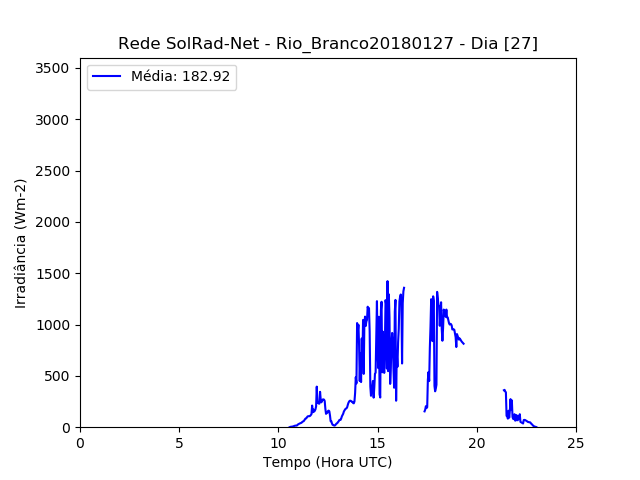 Rede SolRad-Net - Rio_Branco20180127 - Dia [27]
Média: 182.92
3500
3000
2500
2000
1500
1000
500
0
Irradiância (Wm-2)
0 5 10 15 20 25
Tempo (Hora UTC)